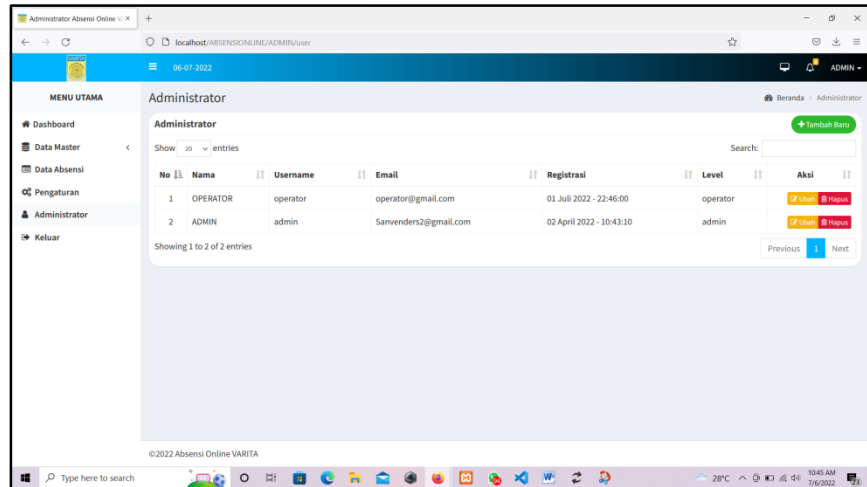 Administrator Absensi Online V
localhost/ABSENSIONLINE/ADMIN/user
VARITA
06-07-2022
ADMIN
MENU UTAMA
Dashboard
Data Master
Data Absensi
Pengaturan
Administrator
Keluar
Administrator
Beranda Administrator
Administrator
+Tambah Baru
Show 20 entries
Search:
No Nama Username Email Registrasi Level Aksi
1 OPERATOR operator operator@gmail.com 01 Juli 2022 - 22:46:00 operator Ubah Hapus
2 ADMIN admin Sanvenders2@gmail.com 02 April 2022 - 10:43:10 admin Ubah Hapus
Showing 1 to 2 of 2 entries
Previous 1 Next
©2022 Absensi Online VARITA
Type here to search
28°C
10:45 AM
7/6/2022
23